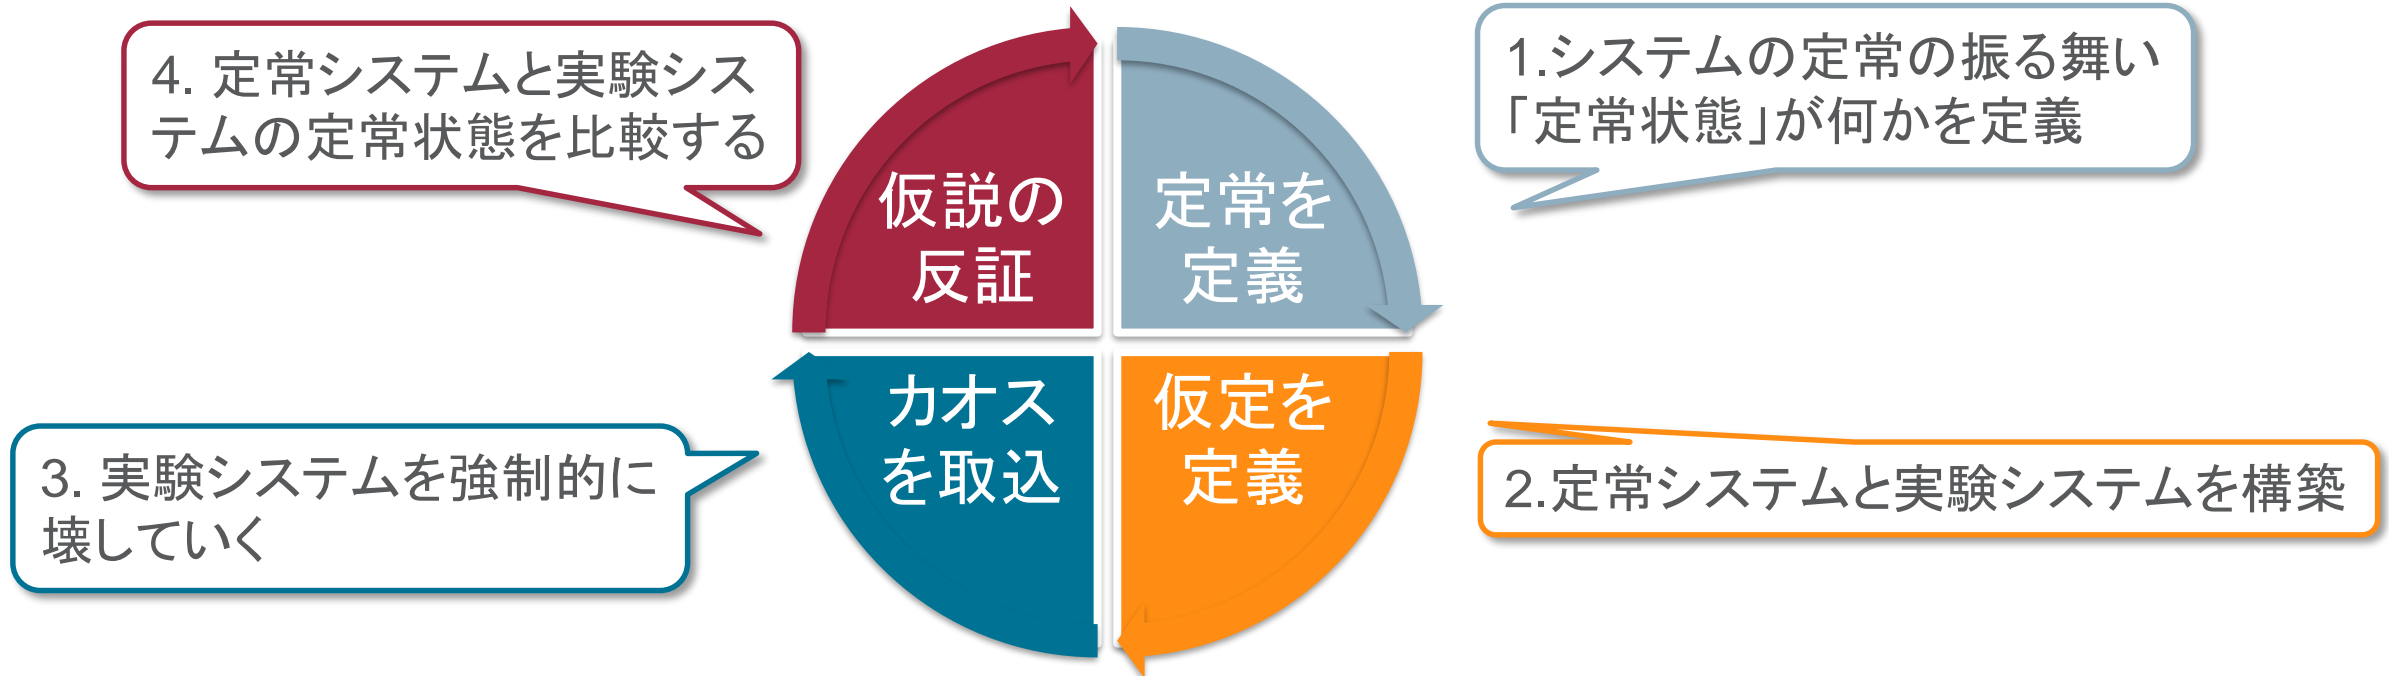 4. 定常システムと実験シス
テムの定常状態を比較する
1.システムの定常の振る舞い
「定常状態」が何かを定義
仮説の
反証
定常を
定義
カオス
を取込
仮定を
定義
3. 実験システムを強制的に
壊していく
2.定常システムと実験システムを構築